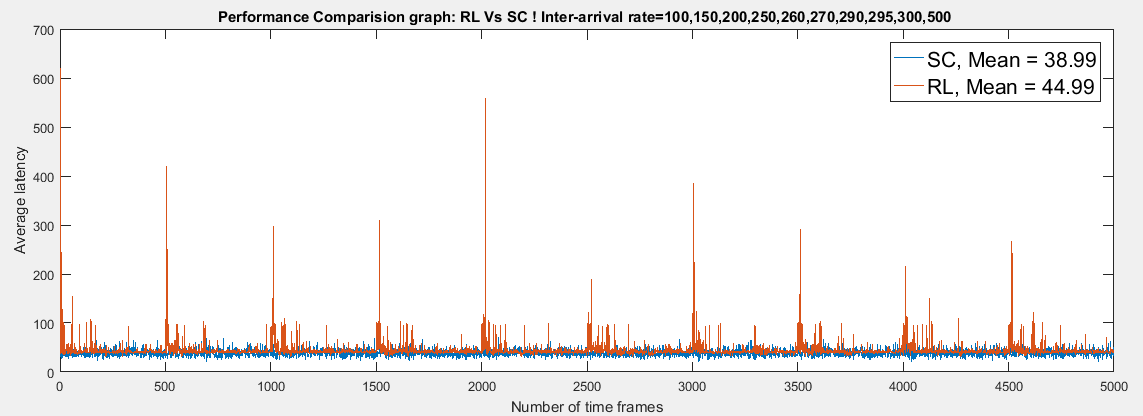 Performance Comparision graph: RL Vs SC ! Inter-arrival rate=100,150,200,250,260,270,290,295,300,500
700
600
500
400
300
200
100
0
Average latency
SC, Mean = 38.99
RL, Mean = 44.99
0 500 1000 1500 2000 2500 3000 3500 4000 4500 5000
Number of time frames